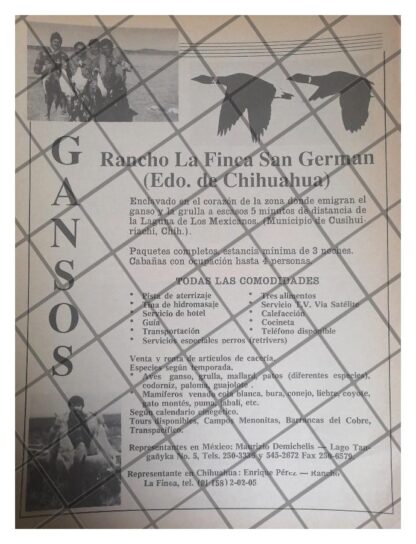 GANSOS
Rancho La Finca San German
(Edo. de Chihuahua)
Enclavado en el corazón de la zona donde emigran el
ganso y la grulla a escasos 5 minutos de distancia de
la Laguna de Los Mexicanos. (Municipio de Cusihui-
riachi, Chih.).
Paquetes completos, estancia mínima de 3 noches.
Cabañas con ocupación hasta 4 personas.
TODAS LAS COMODIDADES
* Pista de aterrizaje
* Tina de hidromasaje
* Servicio de hotel
* Guía
* Transportación
* Servicios especiales perros (retrivers)
* Tres alimentos
* Servicio T.V. Vía Satélite
* Calefacción
* Cocineta
* Teléfono disponible
Venta y renta de artículos de cacería.
Especies según temporada.
* Aves ganso, grulla, mallard, patos (diferentes especies),
codorniz, paloma, guajolote.
* Mamíferos venado cola blanca, bura, conejo, liebre, coyote,
gato montés, puma, jabalí, etc.
Según calendario cinegético.
Tours disponibles, Campos Menonitas, Barrancas del Cobre,
Transpacífico.
Representantes en México: Maurizio Demichelis — Lago Tan-
gañyka No. 5, Tels. 250-3336 y 545-2872 Fax 250-6579.
Representante en Chihuahua: Enrique Pérez — Rancho
La Finca, tel. (91-158) 2-02-05